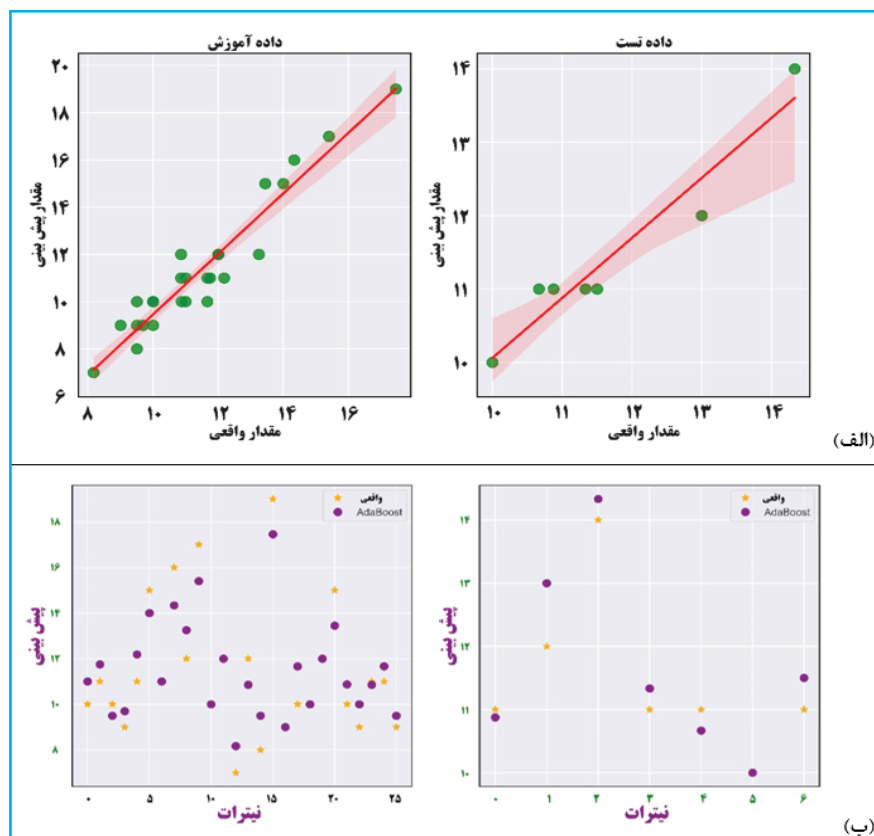 داده آموزش
۲۰
۱۸
۱۶
۱۴
۱۲
۱۰
۸
۶
مقدار پیش بینی
۸ ۱۰ ۱۲ ۱۴ ۱۶
مقدار واقعی
داده تست
۱۴
۱۳
۱۲
۱۱
۱۰
مقدار پیش بینی
۱۰ ۱۱ ۱۲ ۱۳ ۱۴
مقدار واقعی
(الف)
واقعی
AdaBoost
۱۸
۱۶
۱۴
۱۲
۱۰
۸
پیش بینی
۰ ۵ ۱۰ ۱۵ ۲۰ ۲۵
نیترات
واقعی
AdaBoost
۱۴
۱۳
۱۲
۱۱
۱۰
پیش بینی
۰ ۱ ۲ ۳ ۴ ۵ ۶
نیترات
(ب)